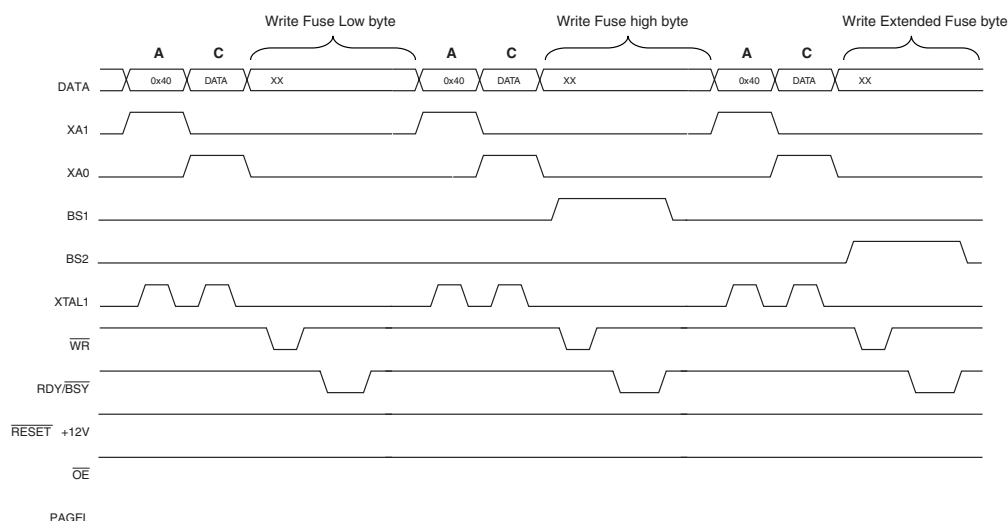 Write Fuse Low byte Write Fuse high byte Write Extended Fuse byte
A C A C A C
DATA 0x40 DATA XX 0x40 DATA XX 0x40 DATA XX
XA1
XA0
BS1
BS2
XTAL1
WR
RDY/BSY
RESET +12V
OE
PAGEL